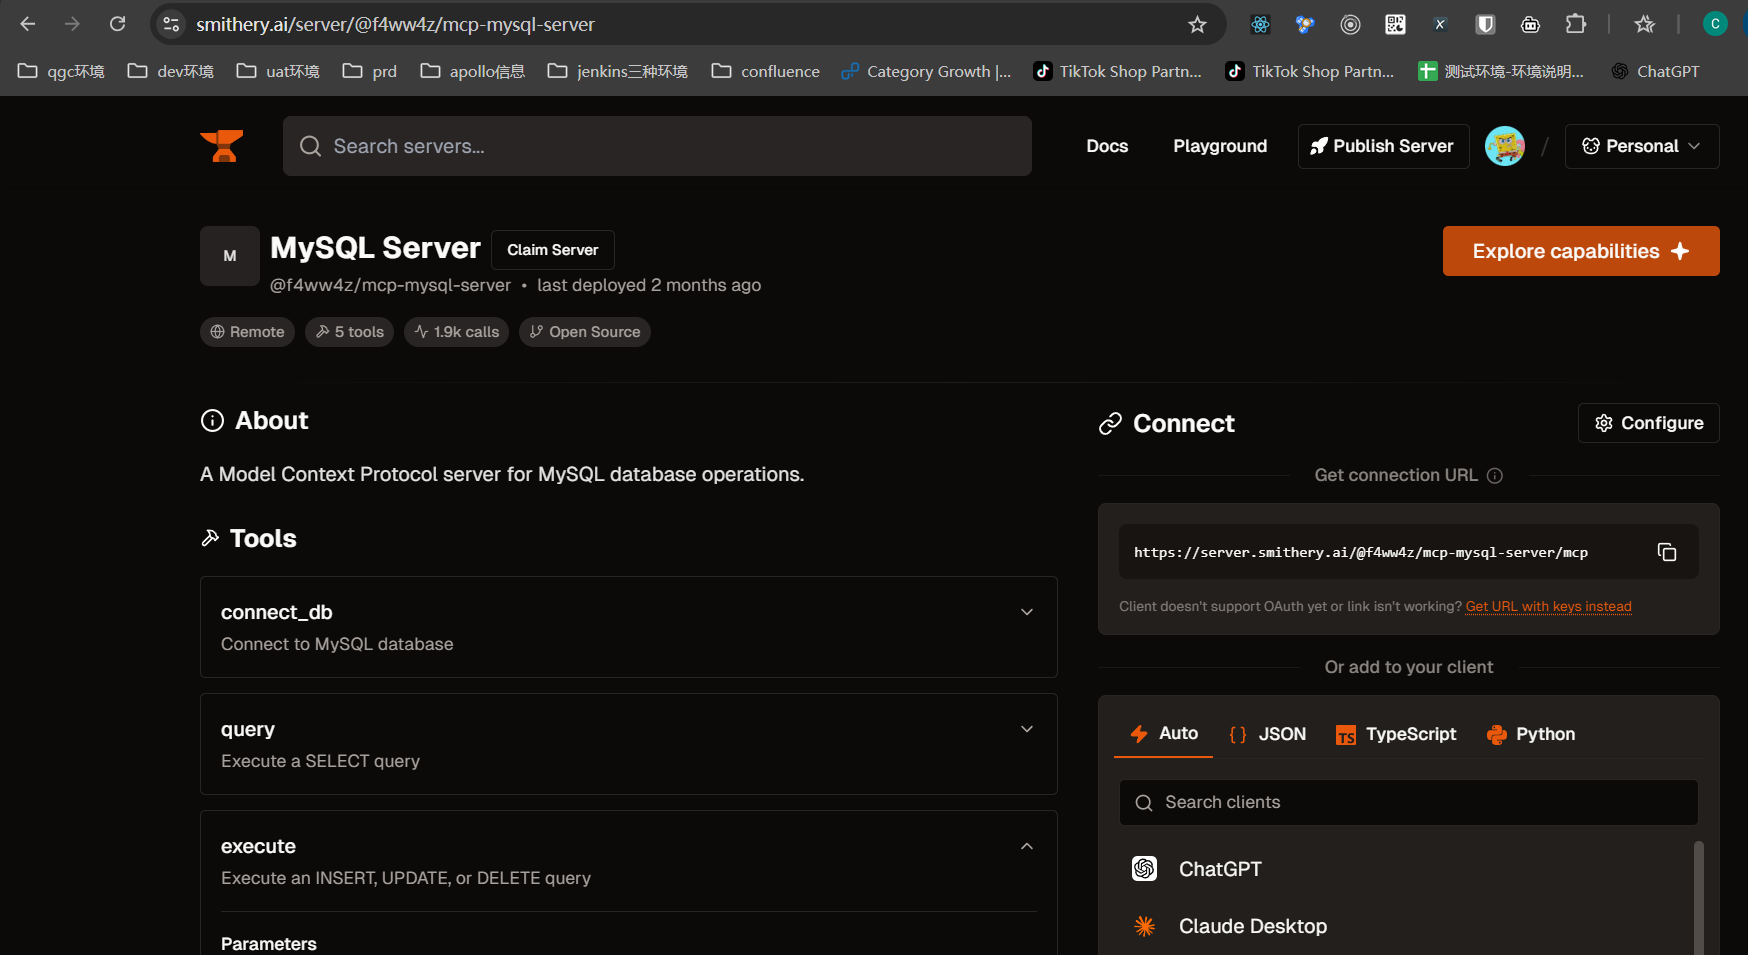 smithery.ai/server/@f4ww4z/mcp-mysql-server
X
C
qgc环境 dev环境 uat环境 prd apollo信息 jenkins三种环境 confluence Category Growth |... TikTok Shop Partn... TikTok Shop Partn... 测试环境-环境说明... ChatGPT
Search servers...
Docs Playground Publish Server / Personal
M
MySQL Server Claim Server
@f4ww4z/mcp-mysql-server • last deployed 2 months ago
Explore capabilities
Remote 5 tools 1.9k calls Open Source
About
A Model Context Protocol server for MySQL database operations.
Tools
connect_db
Connect to MySQL database
query
Execute a SELECT query
execute
Execute an INSERT, UPDATE, or DELETE query
Parameters
Connect Configure
Get connection URL
https://server.smithery.ai/@f4ww4z/mcp-mysql-server/mcp
Client doesn't support OAuth yet or link isn't working? Get URL with keys instead
Or add to your client
Auto {} JSON TS TypeScript Python
Search clients
ChatGPT
Claude Desktop